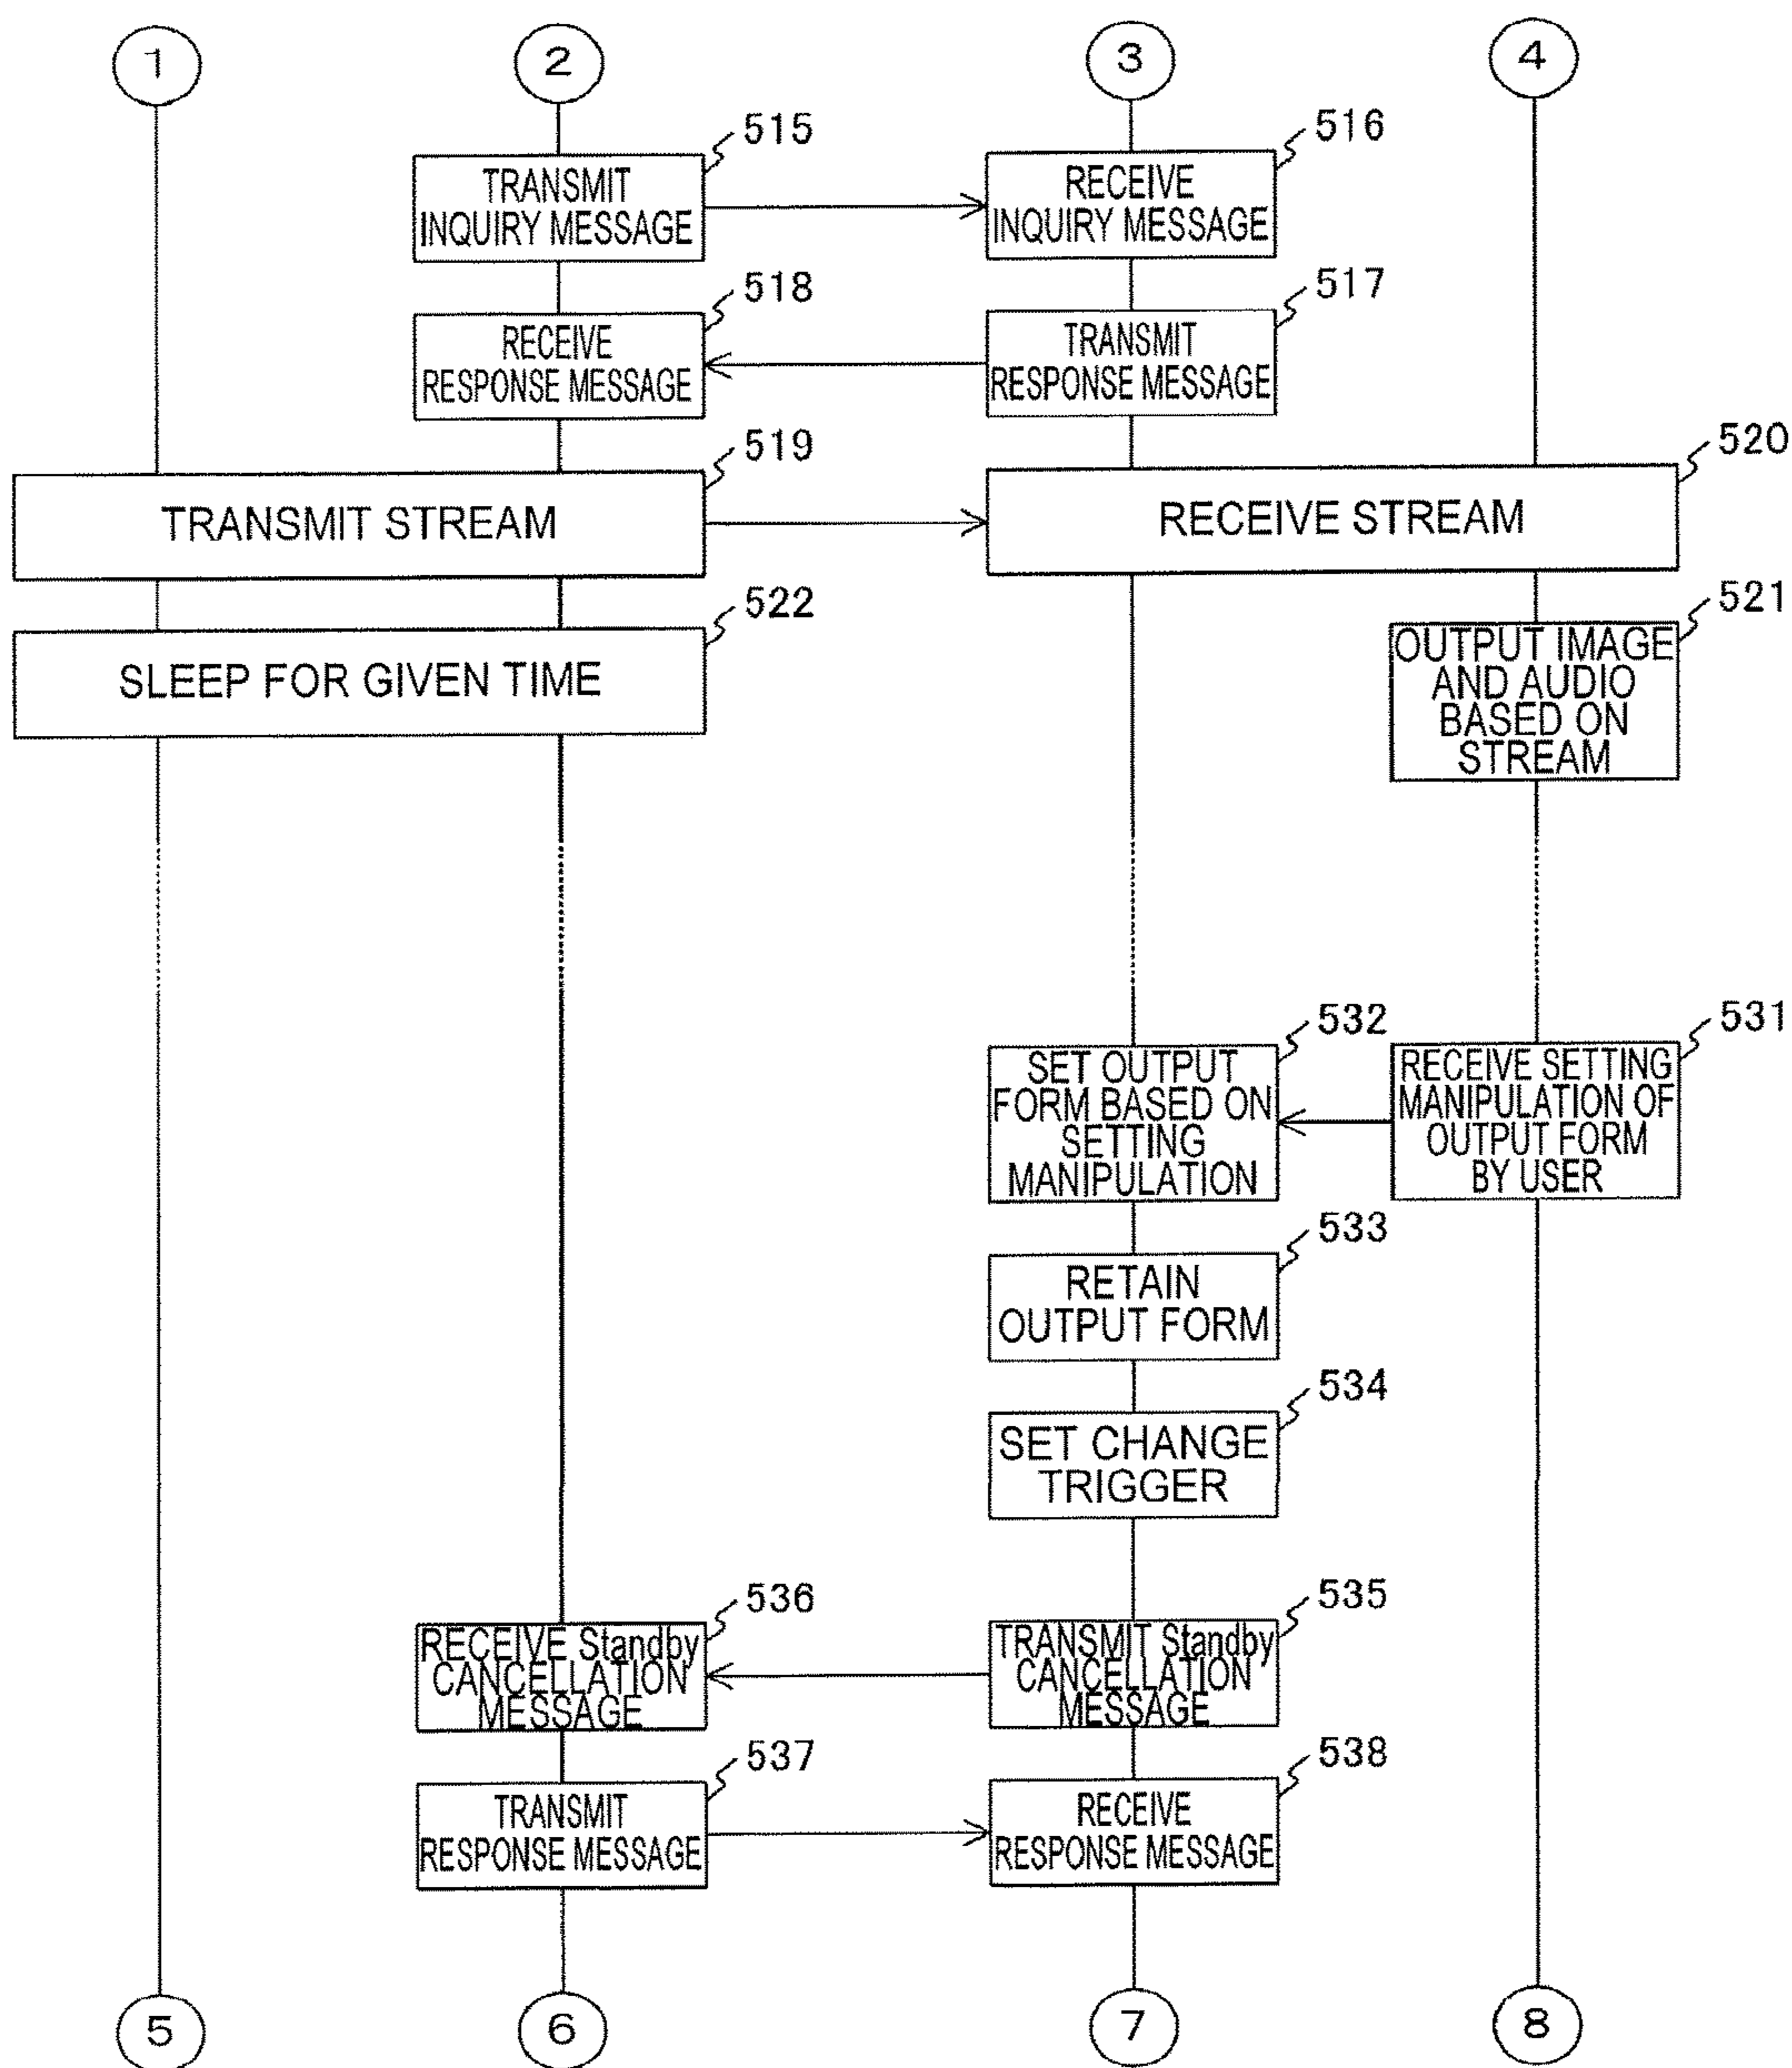 1
2
3
4
515
516
TRANSMIT
INQUIRY MESSAGE
RECEIVE
INQUIRY MESSAGE
518
517
RECEIVE
RESPONSE MESSAGE
TRANSMIT
RESPONSE MESSAGE
519
520
TRANSMIT STREAM
RECEIVE STREAM
522
521
SLEEP FOR GIVEN TIME
OUTPUT IMAGE
AND AUDIO
BASED ON
STREAM
532
531
SET OUTPUT
FORM BASED ON
SETTING
MANIPULATION
RECEIVE SETTING
MANIPULATION OF
OUTPUT FORM
BY USER
533
RETAIN
OUTPUT FORM
534
SET CHANGE
TRIGGER
536
535
RECEIVE Standby
CANCELLATION
MESSAGE
TRANSMIT Standby
CANCELLATION
MESSAGE
537
538
TRANSMIT
RESPONSE MESSAGE
RECEIVE
RESPONSE MESSAGE
5
6
7
8